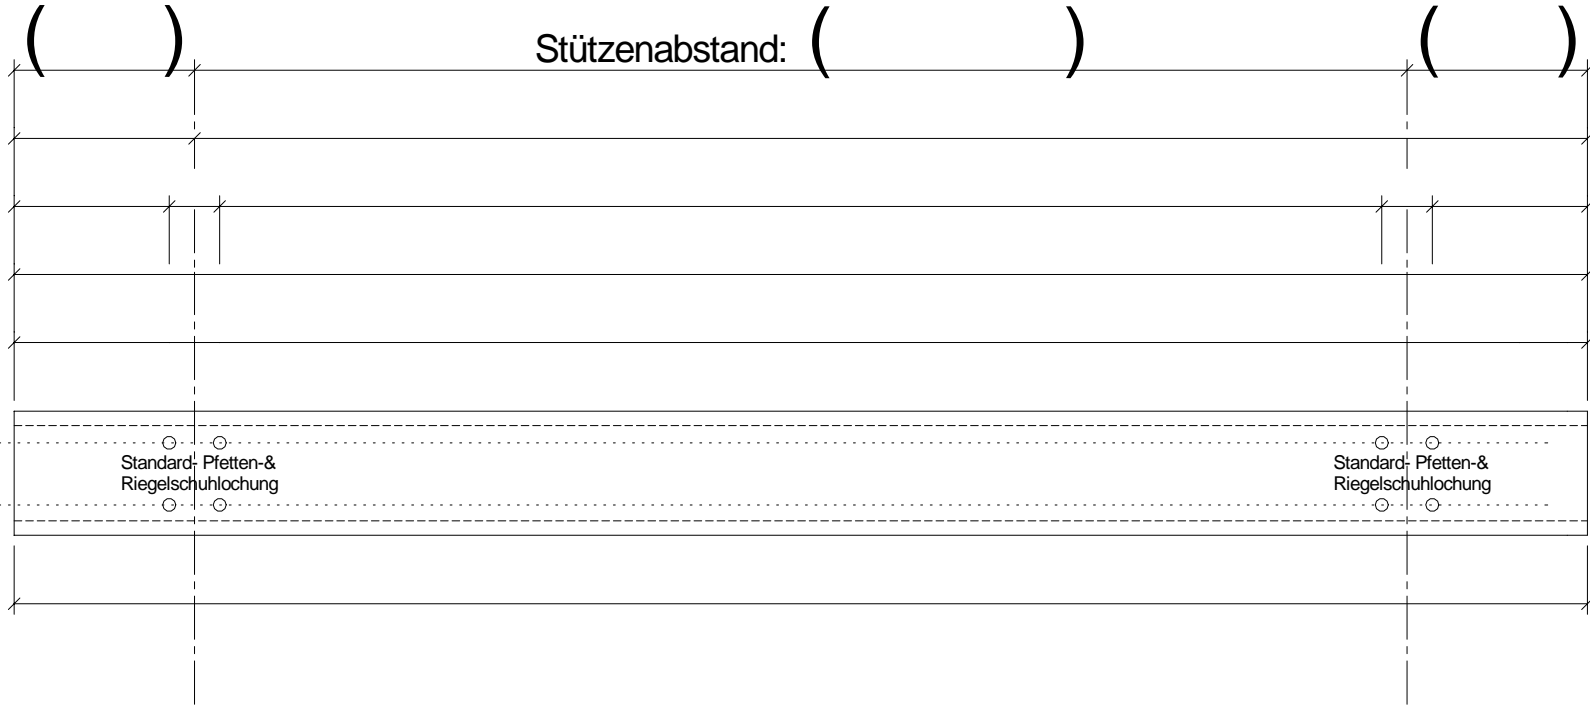 ( ) Stützenabstand: ( ) ( )
Standard- Pfetten-&
Riegelschuhlochung
Standard- Pfetten-&
Riegelschuhlochung